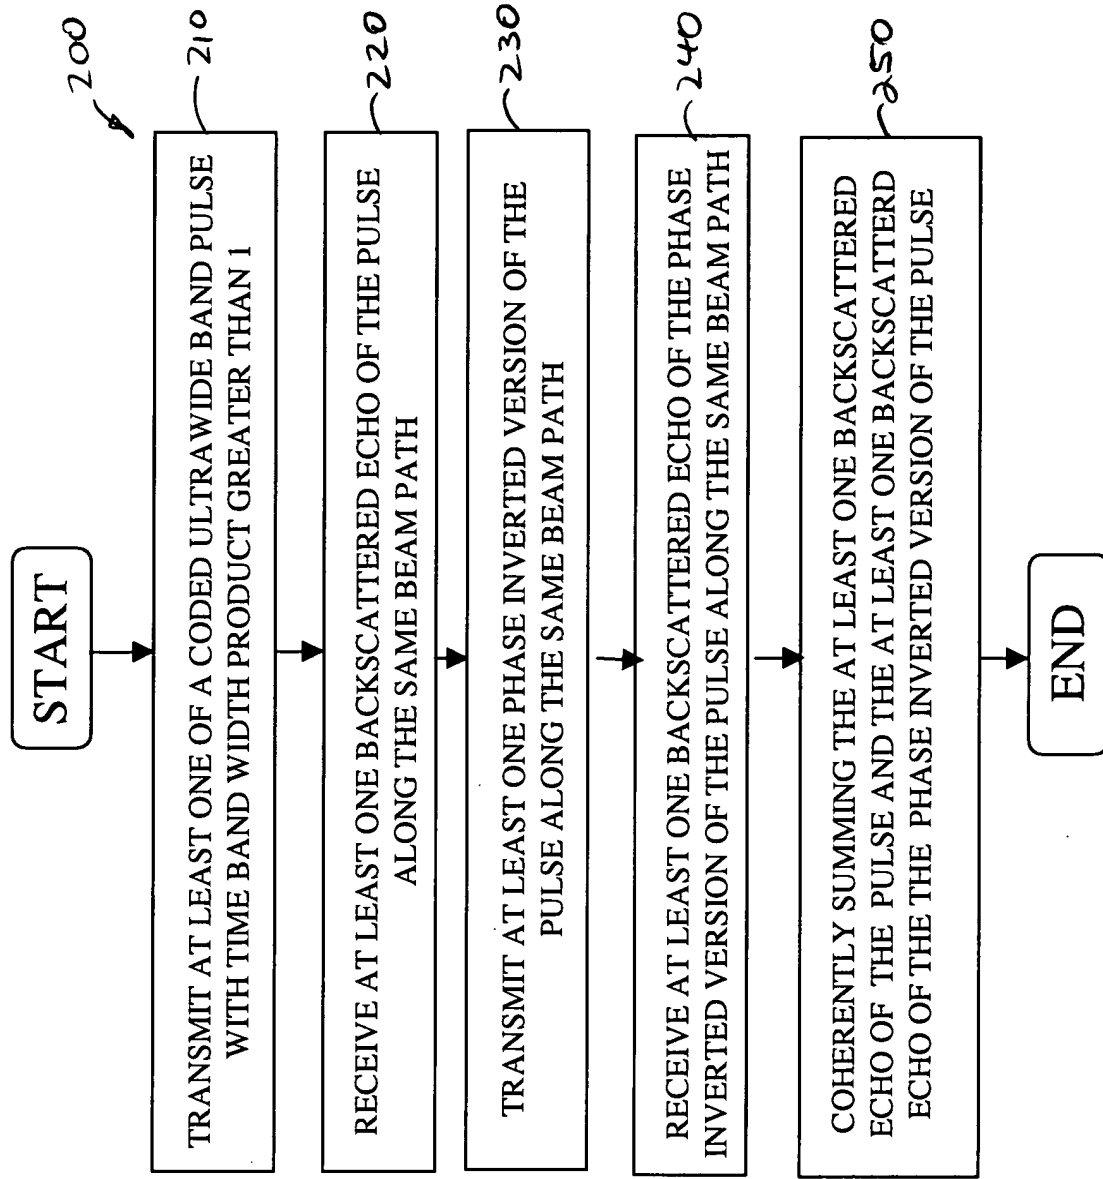 200
START
210
TRANSMIT AT LEAST ONE OF A CODED ULTRAWIDE BAND PULSE
WITH TIME BAND WIDTH PRODUCT GREATER THAN 1
220
RECEIVE AT LEAST ONE BACKSCATTERED ECHO OF THE PULSE
ALONG THE SAME BEAM PATH
230
TRANSMIT AT LEAST ONE PHASE INVERTED VERSION OF THE
PULSE ALONG THE SAME BEAM PATH
240
RECEIVE AT LEAST ONE BACKSCATTERED ECHO OF THE PHASE
INVERTED VERSION OF THE PULSE ALONG THE SAME BEAM PATH
250
COHERENTLY SUMMING THE AT LEAST ONE BACKSCATTERED
ECHO OF THE PULSE AND THE AT LEAST ONE BACKSCATTERD
ECHO OF THE THE PHASE INVERTED VERSION OF THE PULSE
END